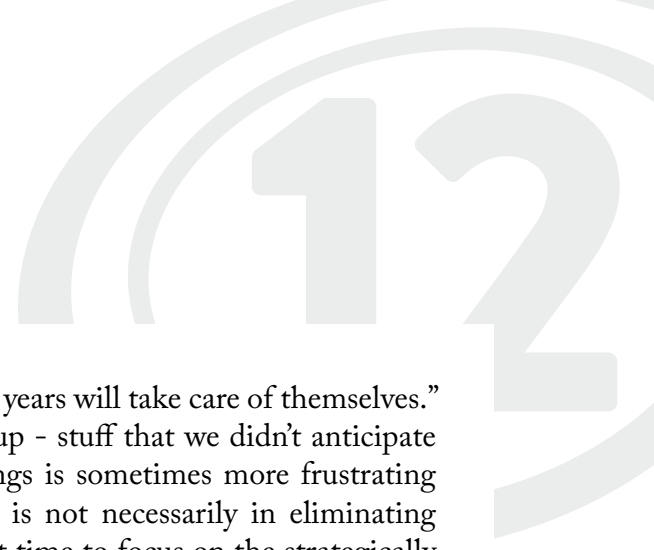 12
years will take care of themselves.”
up - stuff that we didn’t anticipate
is sometimes more frustrating
is not necessarily in eliminating
time to focus on the strategically